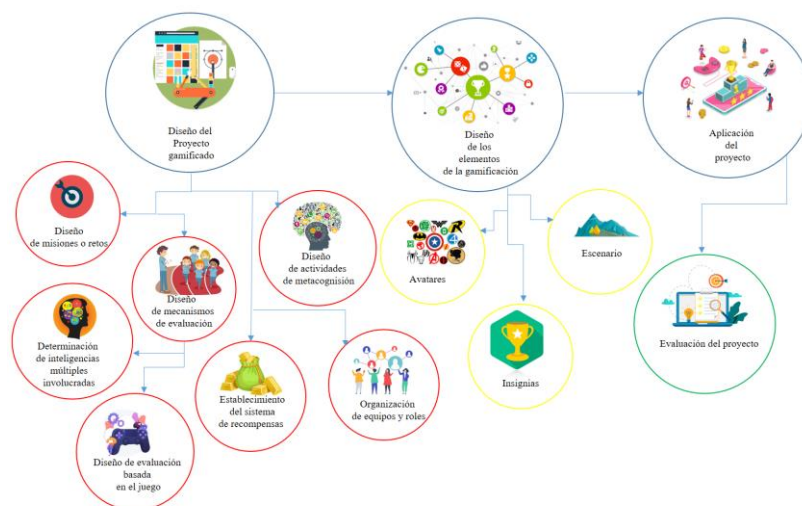 Diseño del
Proyecto
gamificado
Diseño
de los
elementos
de la gamificación
Aplicación
del
proyecto
Diseño
de misiones o retos
Diseño
de mecanismos
de evaluación
Diseño
de actividades
de metacognisión
Avatares
Escenario
Determinación
de inteligencias
múltiples
involucradas
Establecimiento
del sistema
de recompensas
Organización
de equipos y roles
Insignias
Evaluación del proyecto
Diseño de evaluación
basada
en el juego